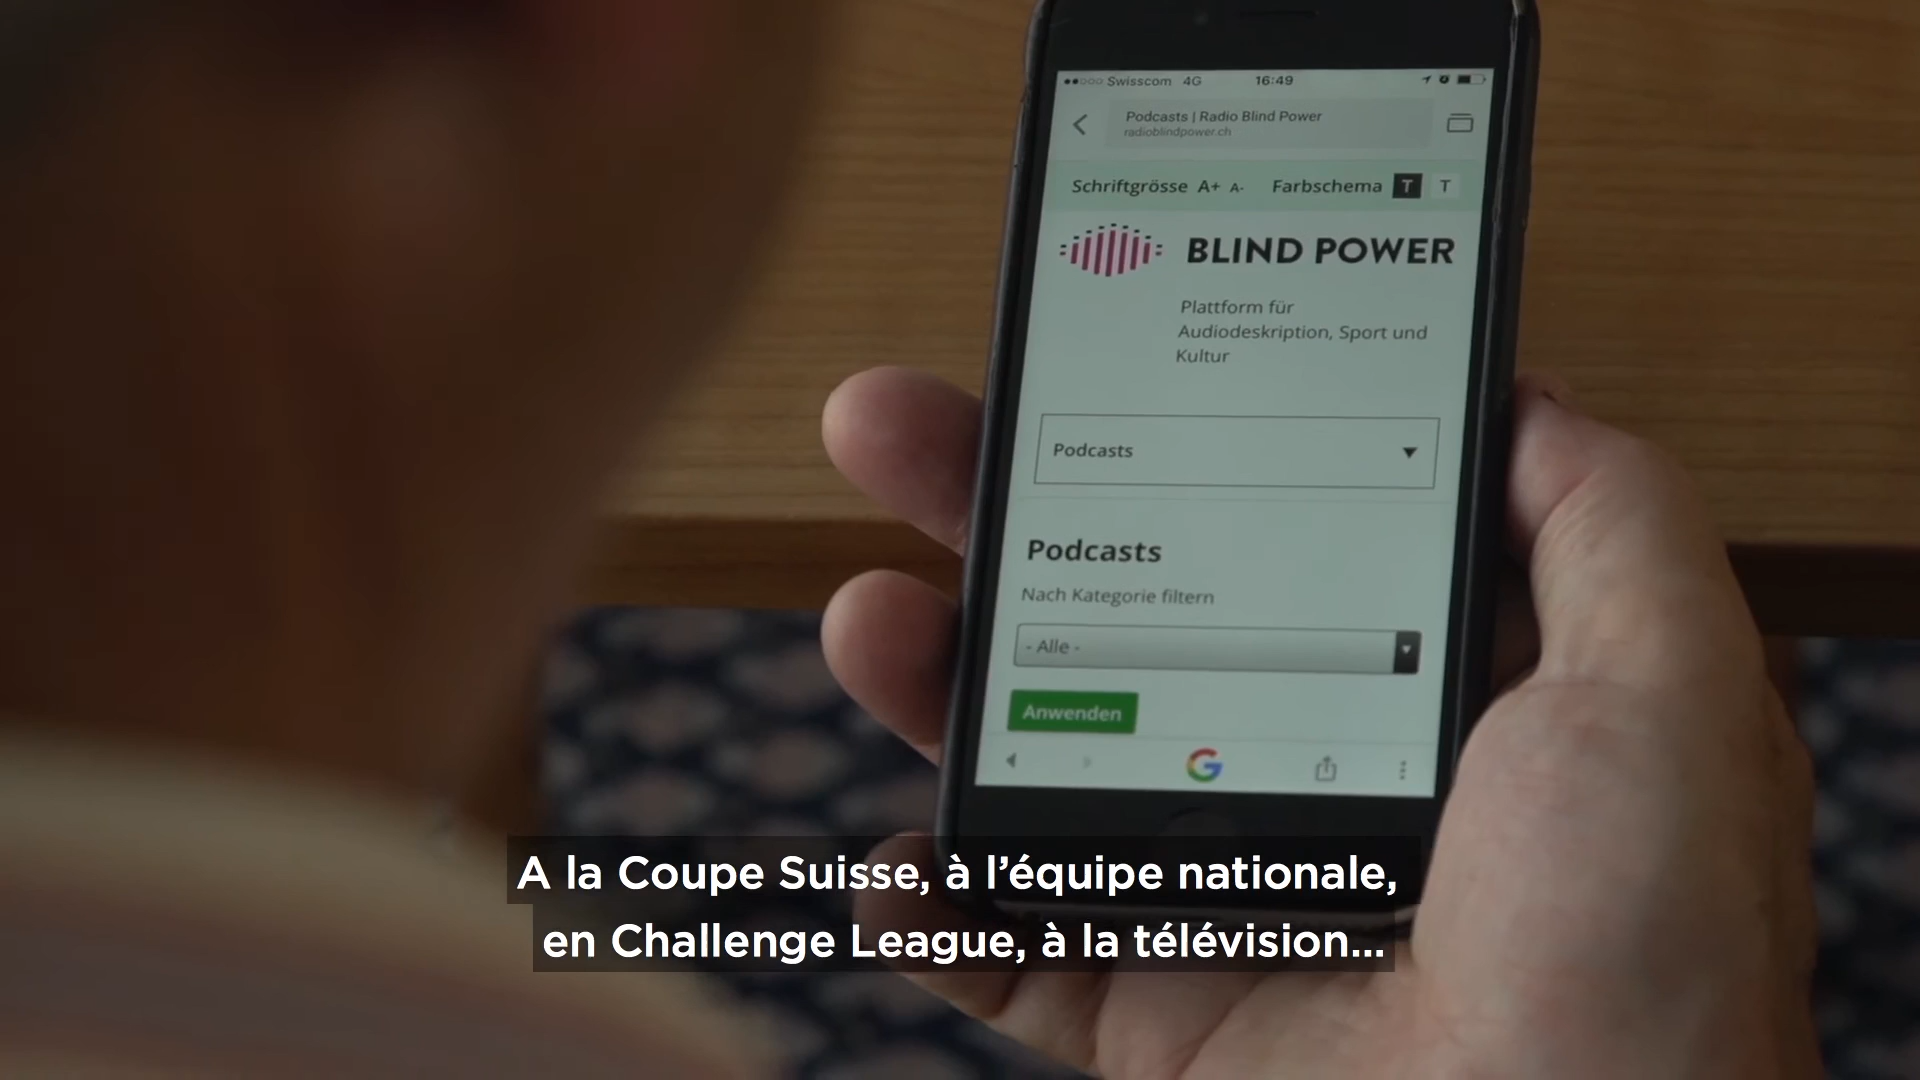 Swisscom 4G 16:49
Podcasts | Radio Blind Power
radioblindpower.ch
Schriftgrösse A+ A- Farbschema T T
BLIND POWER
Plattform für
Audiodeskription, Sport und
Kultur
Podcasts
Podcasts
Nach Kategorie filtern
- Alle -
Anwenden
A la Coupe Suisse, à l’équipe nationale,
en Challenge League, à la télévision...